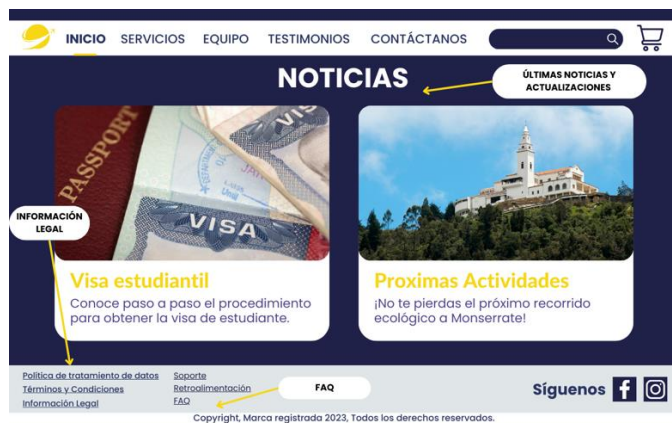 INICIO SERVICIOS EQUIPO TESTIMONIOS CONTÁCTANOS
NOTICIAS
ÚLTIMAS NOTICIAS Y
ACTUALIZACIONES
PASSPORT
VISA
VISA
INFORMACIÓN
LEGAL
Visa estudiantil
Conoce paso a paso el procedimiento
para obtener la visa de estudiante.
Proximas Actividades
¡No te pierdas el próximo recorrido
ecológico a Monserrate!
Política de tratamiento de datos
Términos y Condiciones
Información Legal
Soporte
Retroalimentación
FAQ
FAQ
Síguenos
Copyright, Marca registrada 2023, Todos los derechos reservados.